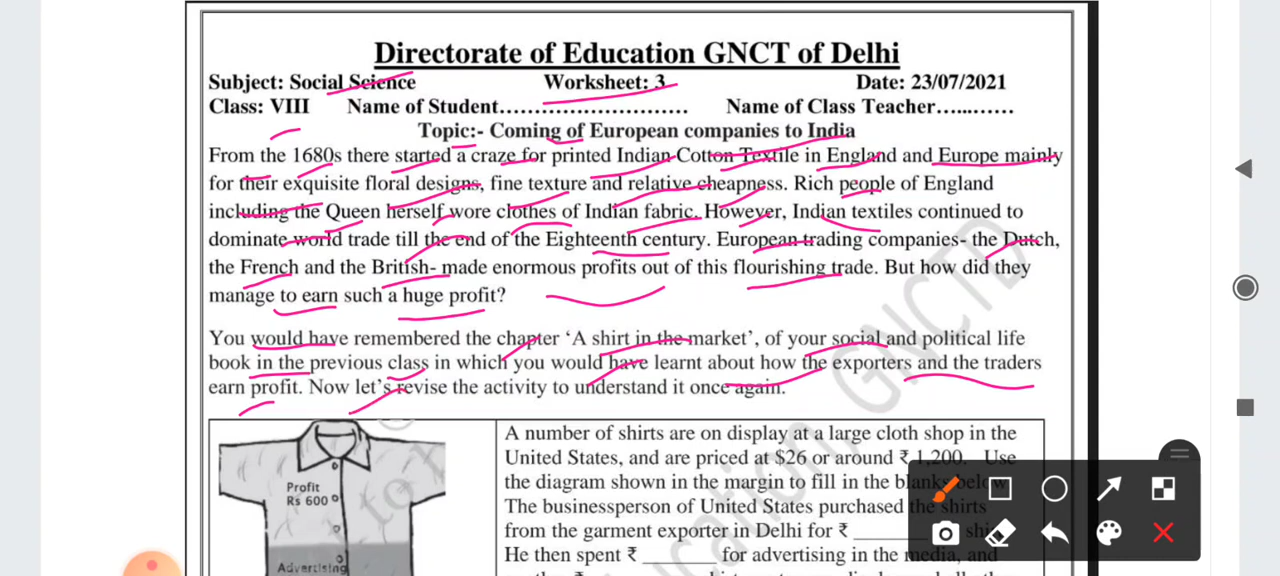 Directorate of Education GNCT of Delhi
Subject: Social Science Worksheet: 3 Date: 23/07/2021
Class: VIII Name of Student………………………. Name of Class Teacher…...……
Topic:- Coming of European companies to India
From the 1680s there started a craze for printed Indian Cotton Textile in England and Europe mainly
for their exquisite floral designs, fine texture and relative cheapness. Rich people of England
including the Queen herself wore clothes of Indian fabric. However, Indian textiles continued to
dominate world trade till the end of the Eighteenth century. European trading companies- the Dutch,
the French and the British- made enormous profits out of this flourishing trade. But how did they
manage to earn such a huge profit?
You would have remembered the chapter ‘A shirt in the market’, of your social and political life
book in the previous class in which you would have learnt about how the exporters and the traders
earn profit. Now let’s revise the activity to understand it once again.
A number of shirts are on display at a large cloth shop in the
United States, and are priced at $26 or around ₹ 1,200. Use
the diagram shown in the margin to fill in the blanks below
The businessperson of United States purchased the shirts
from the garment exporter in Delhi for ₹ ________
He then spent ₹ _______ for advertising in the media, and
Profit
Rs 600
Advertising
GNCTD